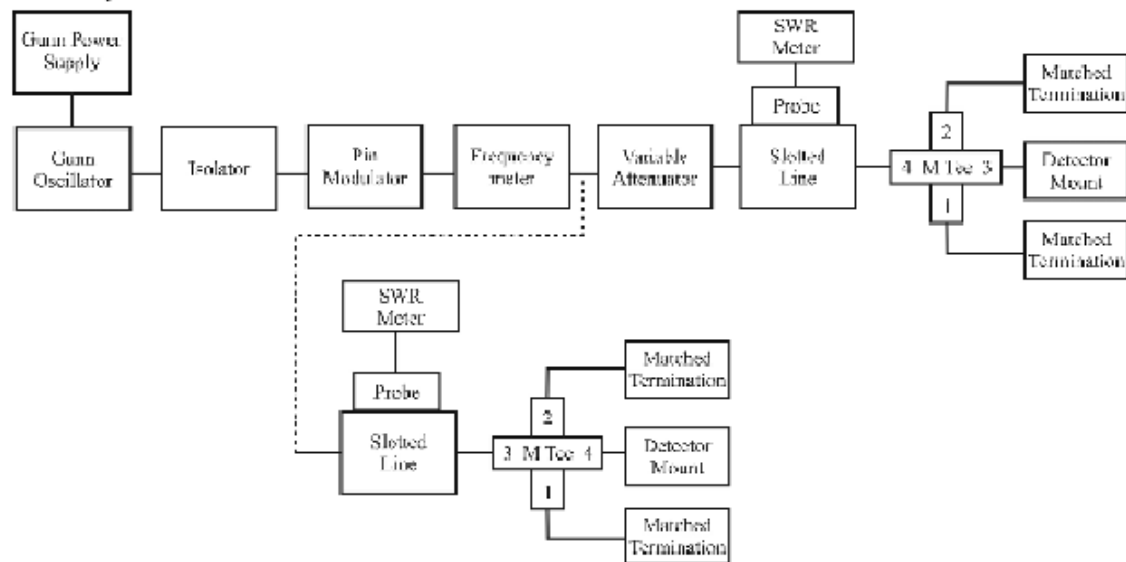 Gunn Power
Supply
SWR
Meter
Matched
Termination
Probe
2
Gunn
Oscillator
Isolator
Pin
Modulator
Frequency
meter
Variable
Attenuator
Slotted
Line
4 M Tee 3
Detector
Mount
1
Matched
Termination
SWR
Meter
Matched
Termination
Probe
2
Slotted
Line
3 M Tee 4
Detector
Mount
1
Matched
Termination